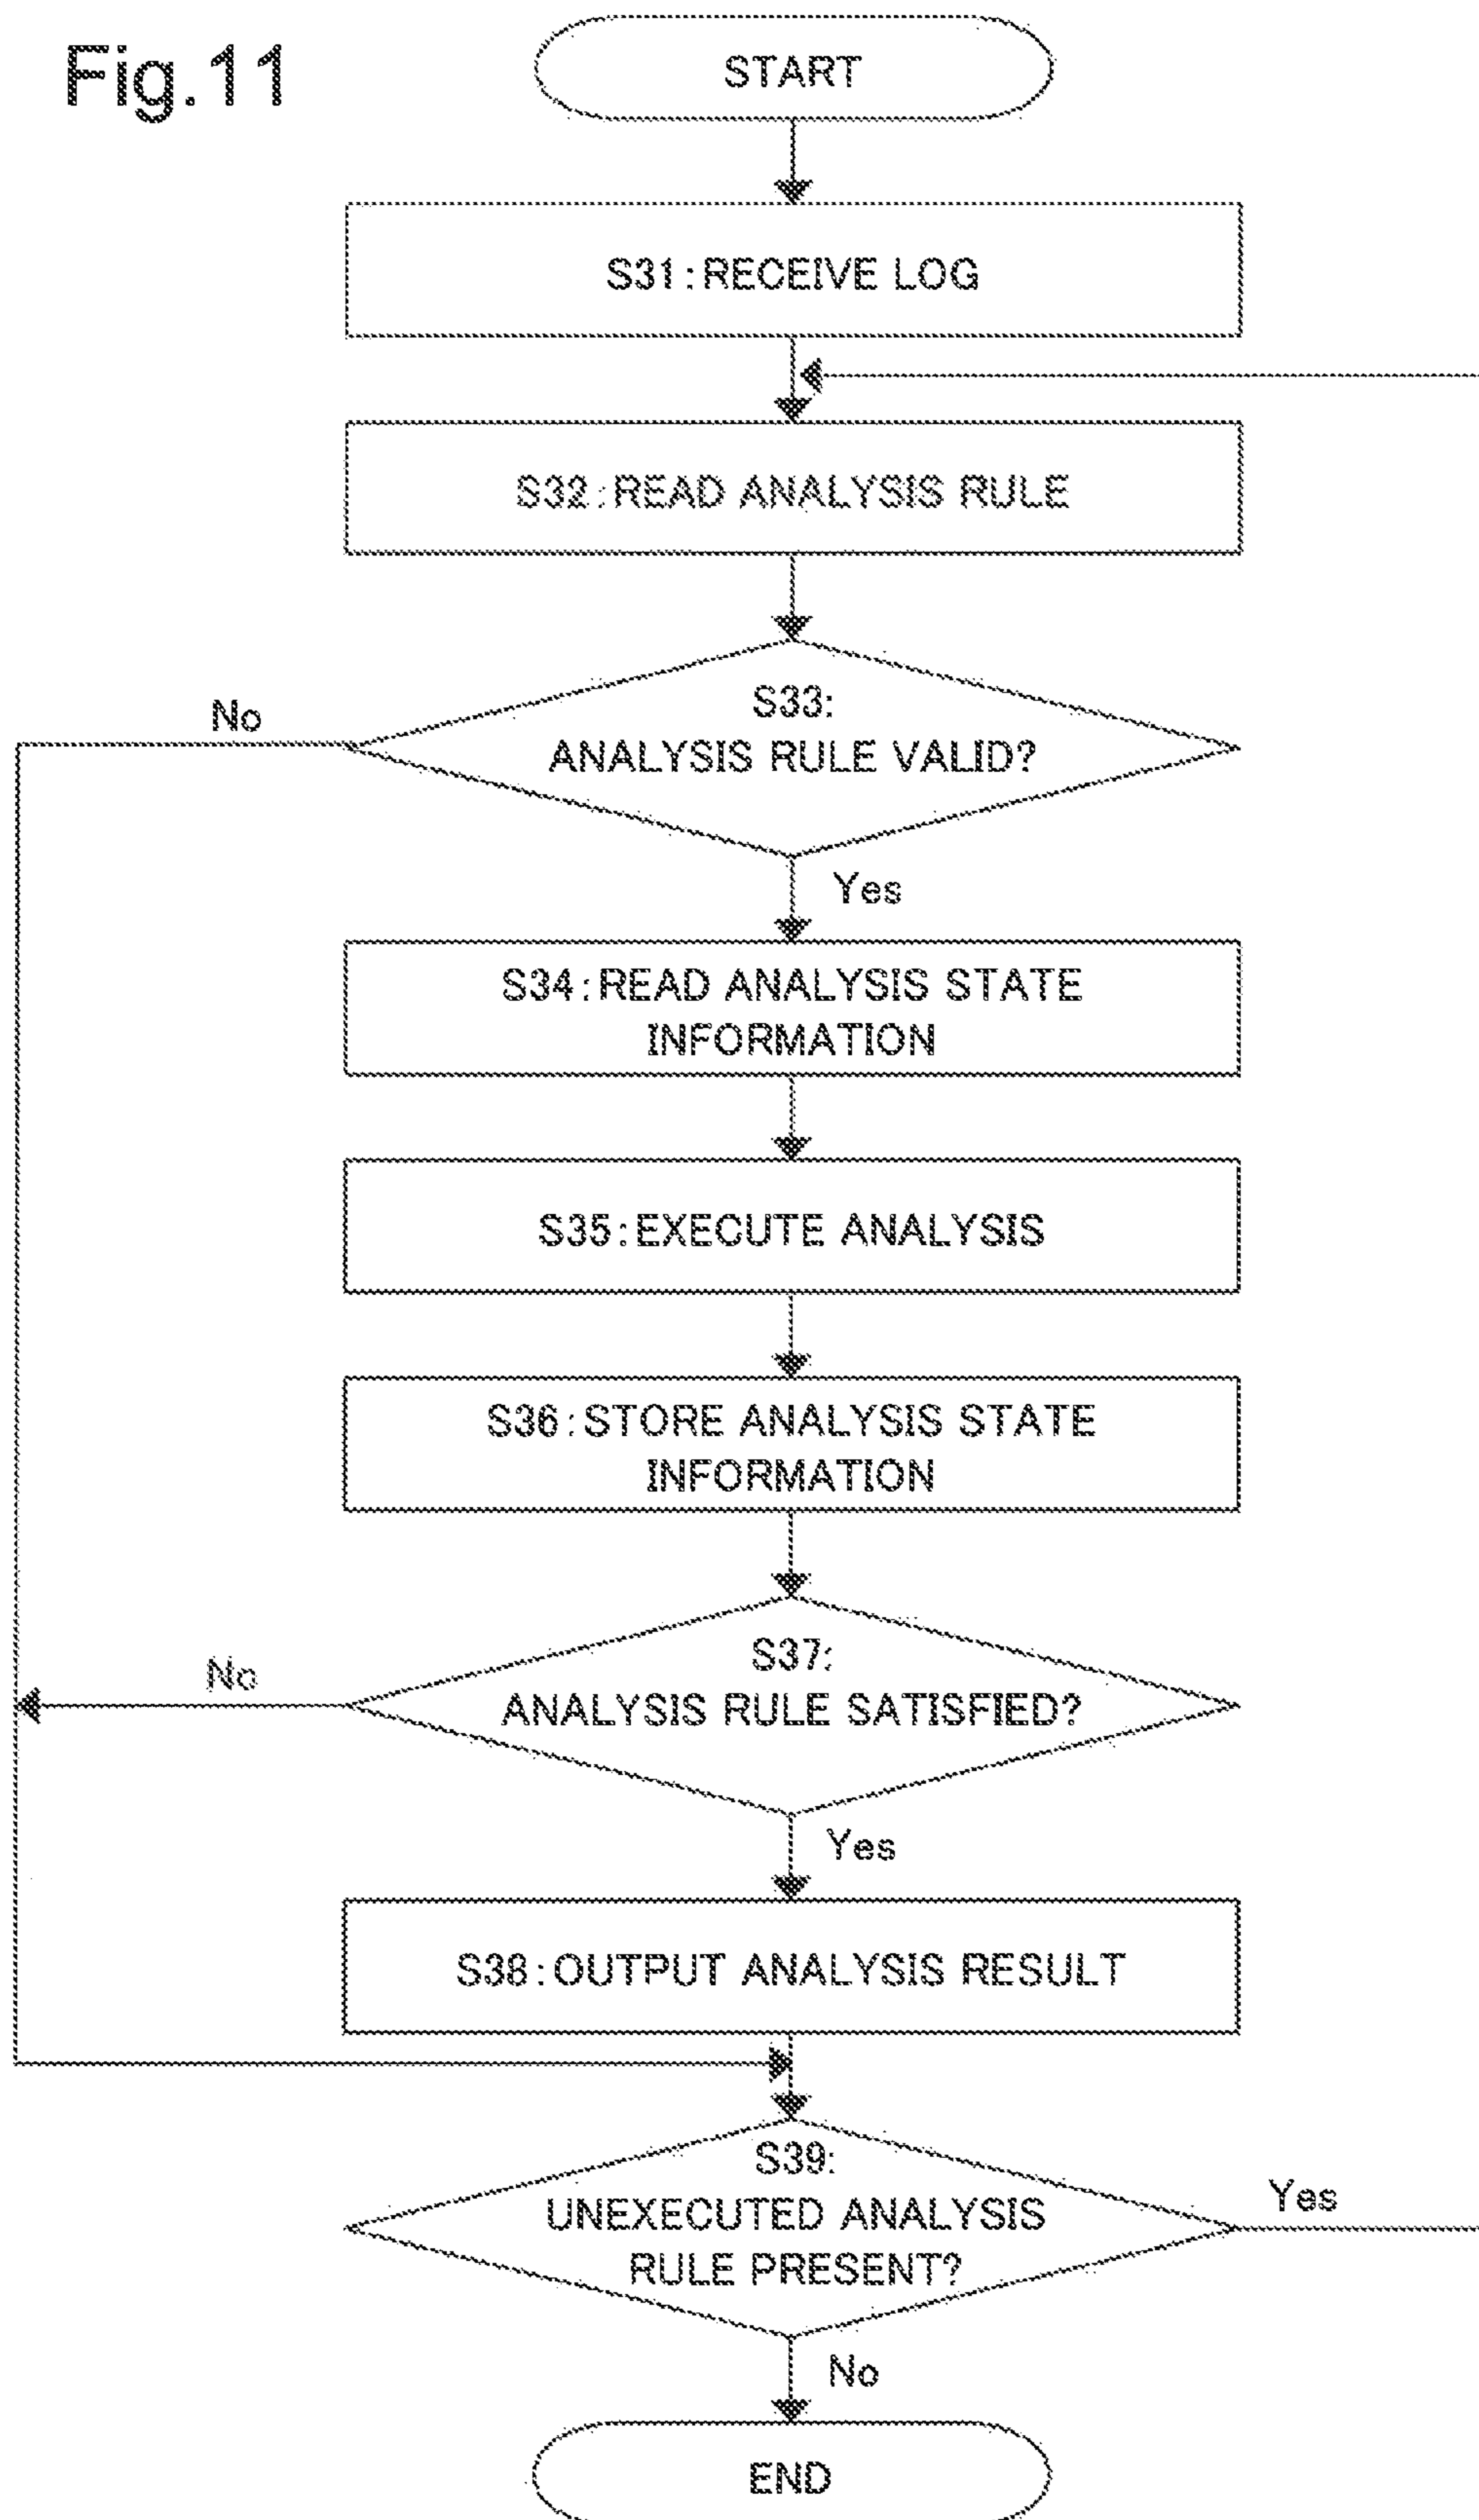 Fig.11
START
S31:RECEIVE LOG
S32:READ ANALYSIS RULE
S33:
ANALYSIS RULE VALID?
No
Yes
S34:READ ANALYSIS STATE
INFORMATION
S35:EXECUTE ANALYSIS
S36:STORE ANALYSIS STATE
INFORMATION
S37:
ANALYSIS RULE SATISFIED?
No
Yes
S38:OUTPUT ANALYSIS RESULT
S39:
UNEXECUTED ANALYSIS
RULE PRESENT?
Yes
No
END